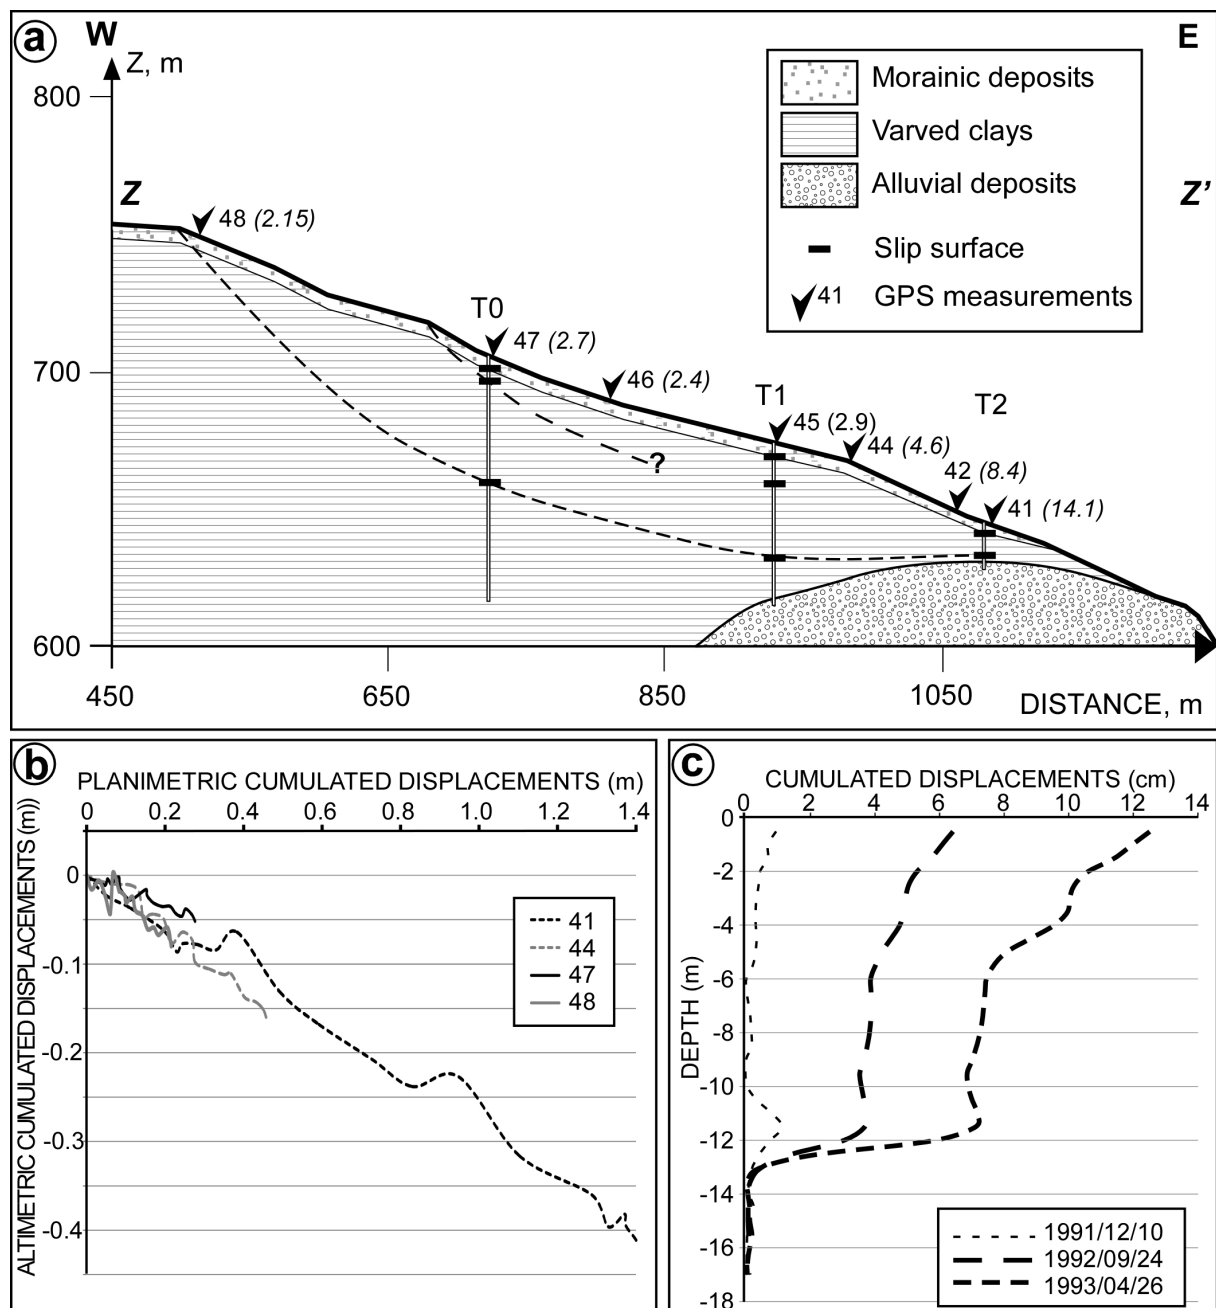 a
W
E
Z, m
800
700
600
Morainic deposits
Varved clays
Alluvial deposits
Slip surface
41 GPS measurements
Z
Z'
48 (2.15)
T0
47 (2.7)
46 (2.4)
T1
45 (2.9)
44 (4.6)
T2
42 (8.4)
41 (14.1)
?
450
650
850
1050
DISTANCE, m
b
PLANIMETRIC CUMULATED DISPLACEMENTS (m)
0 0.2 0.4 0.6 0.8 1.0 1.2 1.4
ALTIMETRIC CUMULATED DISPLACEMENTS (m))
0
-0.1
-0.2
-0.3
-0.4
41
44
47
48
c
CUMULATED DISPLACEMENTS (cm)
0 2 4 6 8 10 12 14
DEPTH (m)
0
-2
-4
-6
-8
-10
-12
-14
-16
-18
1991/12/10
1992/09/24
1993/04/26